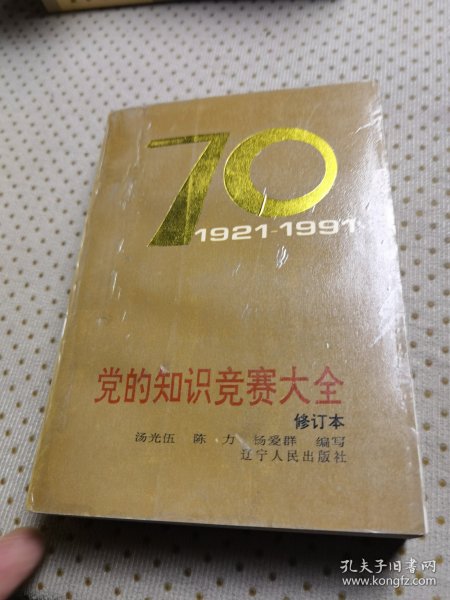 70
1921-1991
党的知识竞赛大全
修订本
汤光伍 陈力 杨爱群 编写
辽宁人民出版社
孔夫子旧书网
www.kongfz.com